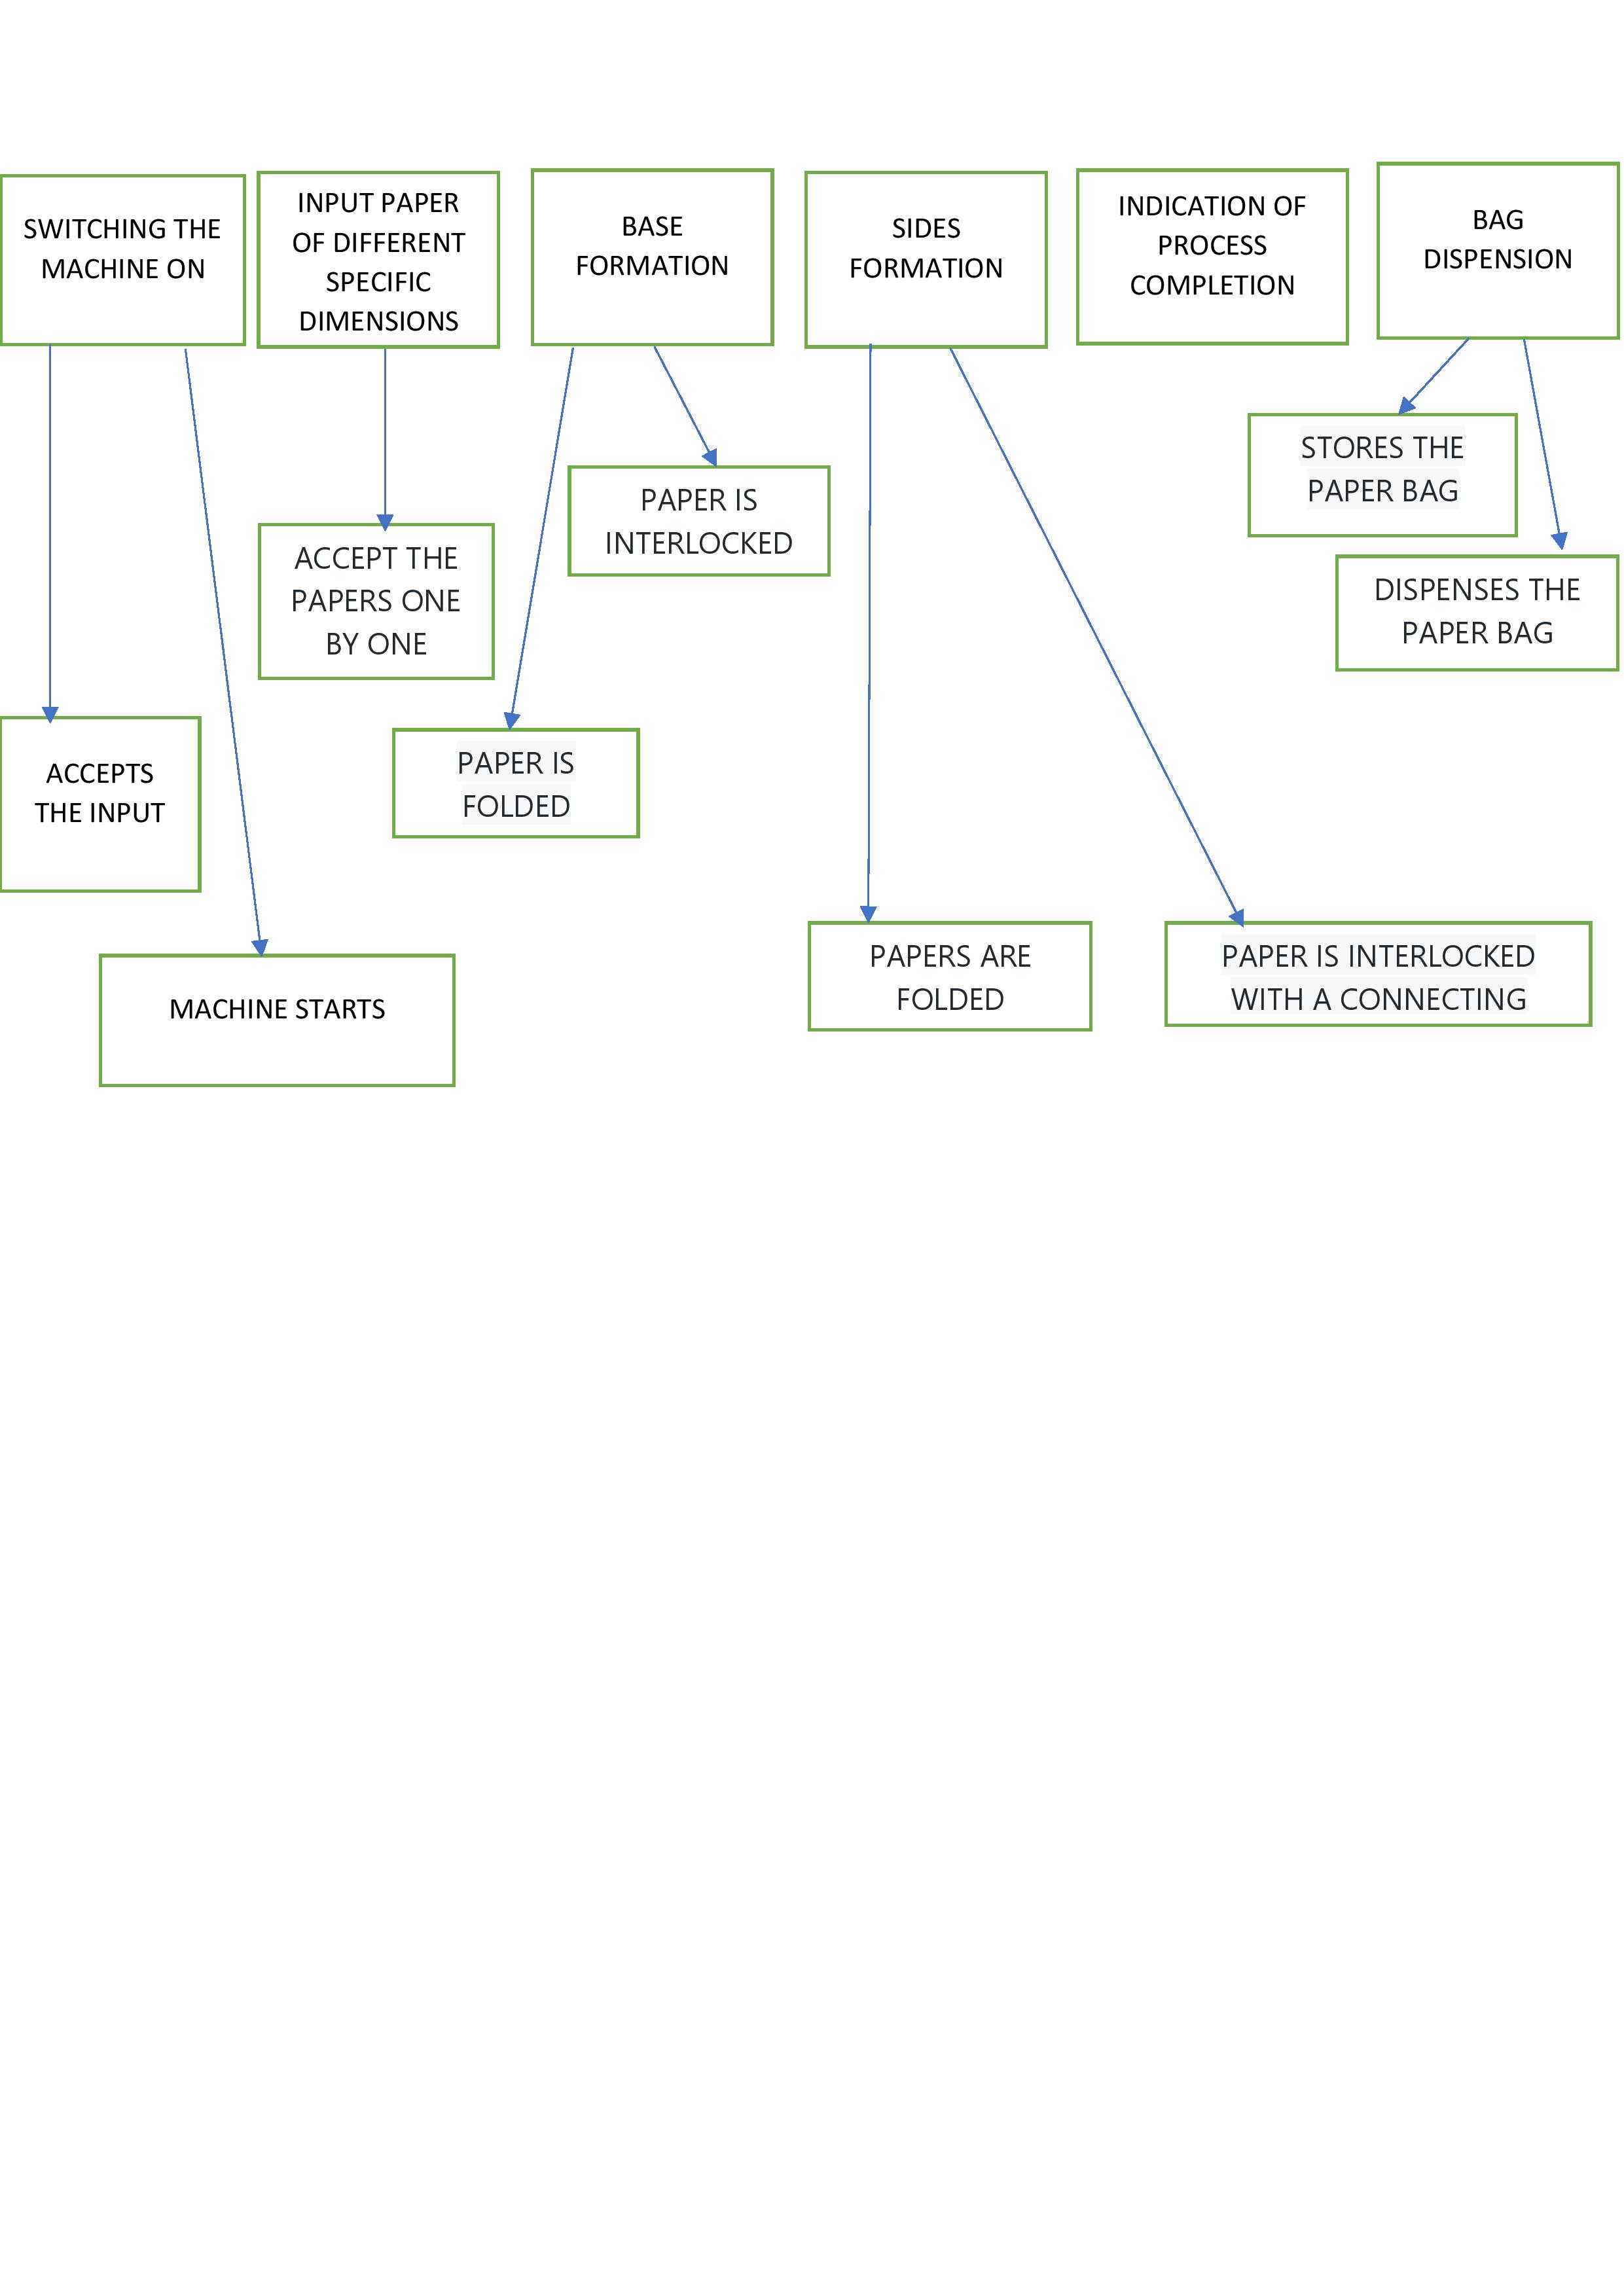 SWITCHING THE
MACHINE ON
INPUT PAPER
OF DIFFERENT
SPECIFIC
DIMENSIONS
BASE
FORMATION
SIDES
FORMATION
INDICATION OF
PROCESS
COMPLETION
BAG
DISPENSION
STORES THE
PAPER BAG
PAPER IS
INTERLOCKED
ACCEPT THE
PAPERS ONE
BY ONE
DISPENSES THE
PAPER BAG
ACCEPTS
THE INPUT
PAPER IS
FOLDED
PAPERS ARE
FOLDED
PAPER IS INTERLOCKED
WITH A CONNECTING
MACHINE STARTS